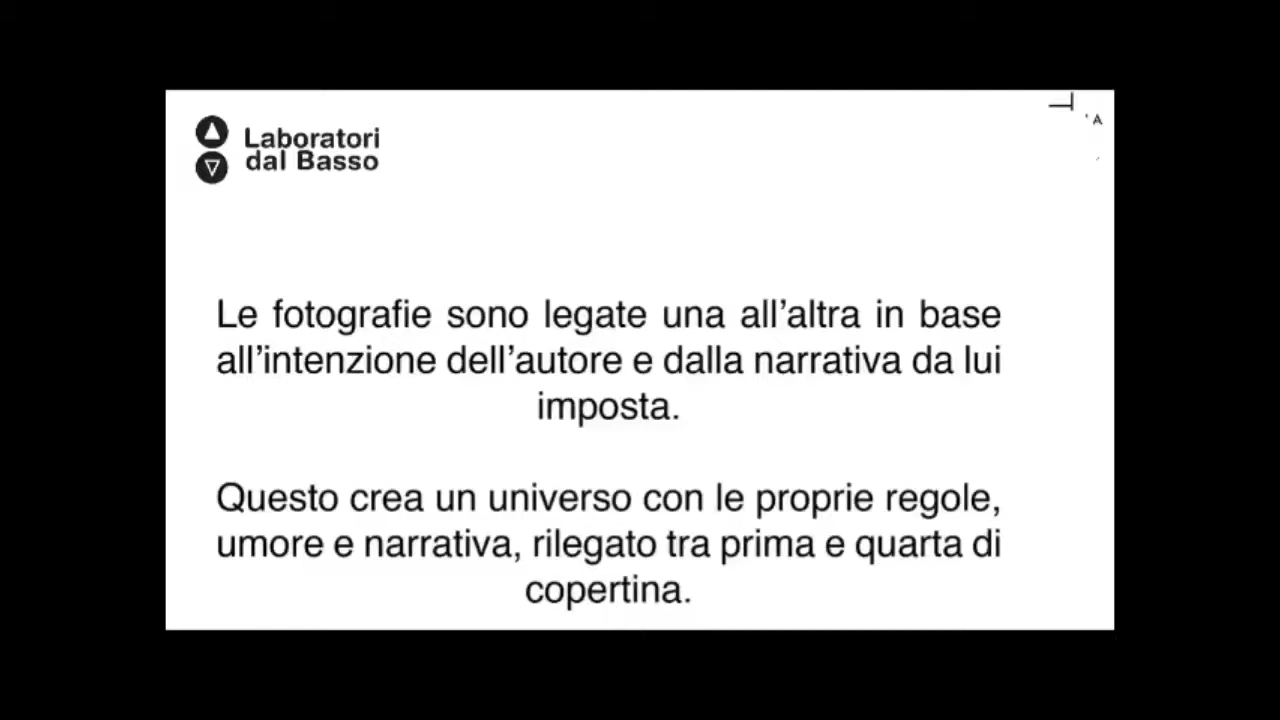 Laboratori
dal Basso
Le fotografie sono legate una all'altra in base
all'intenzione dell'autore e dalla narrativa da lui
imposta.
Questo crea un universo con le proprie regole,
umore e narrativa, rilegato tra prima e quarta di
copertina.